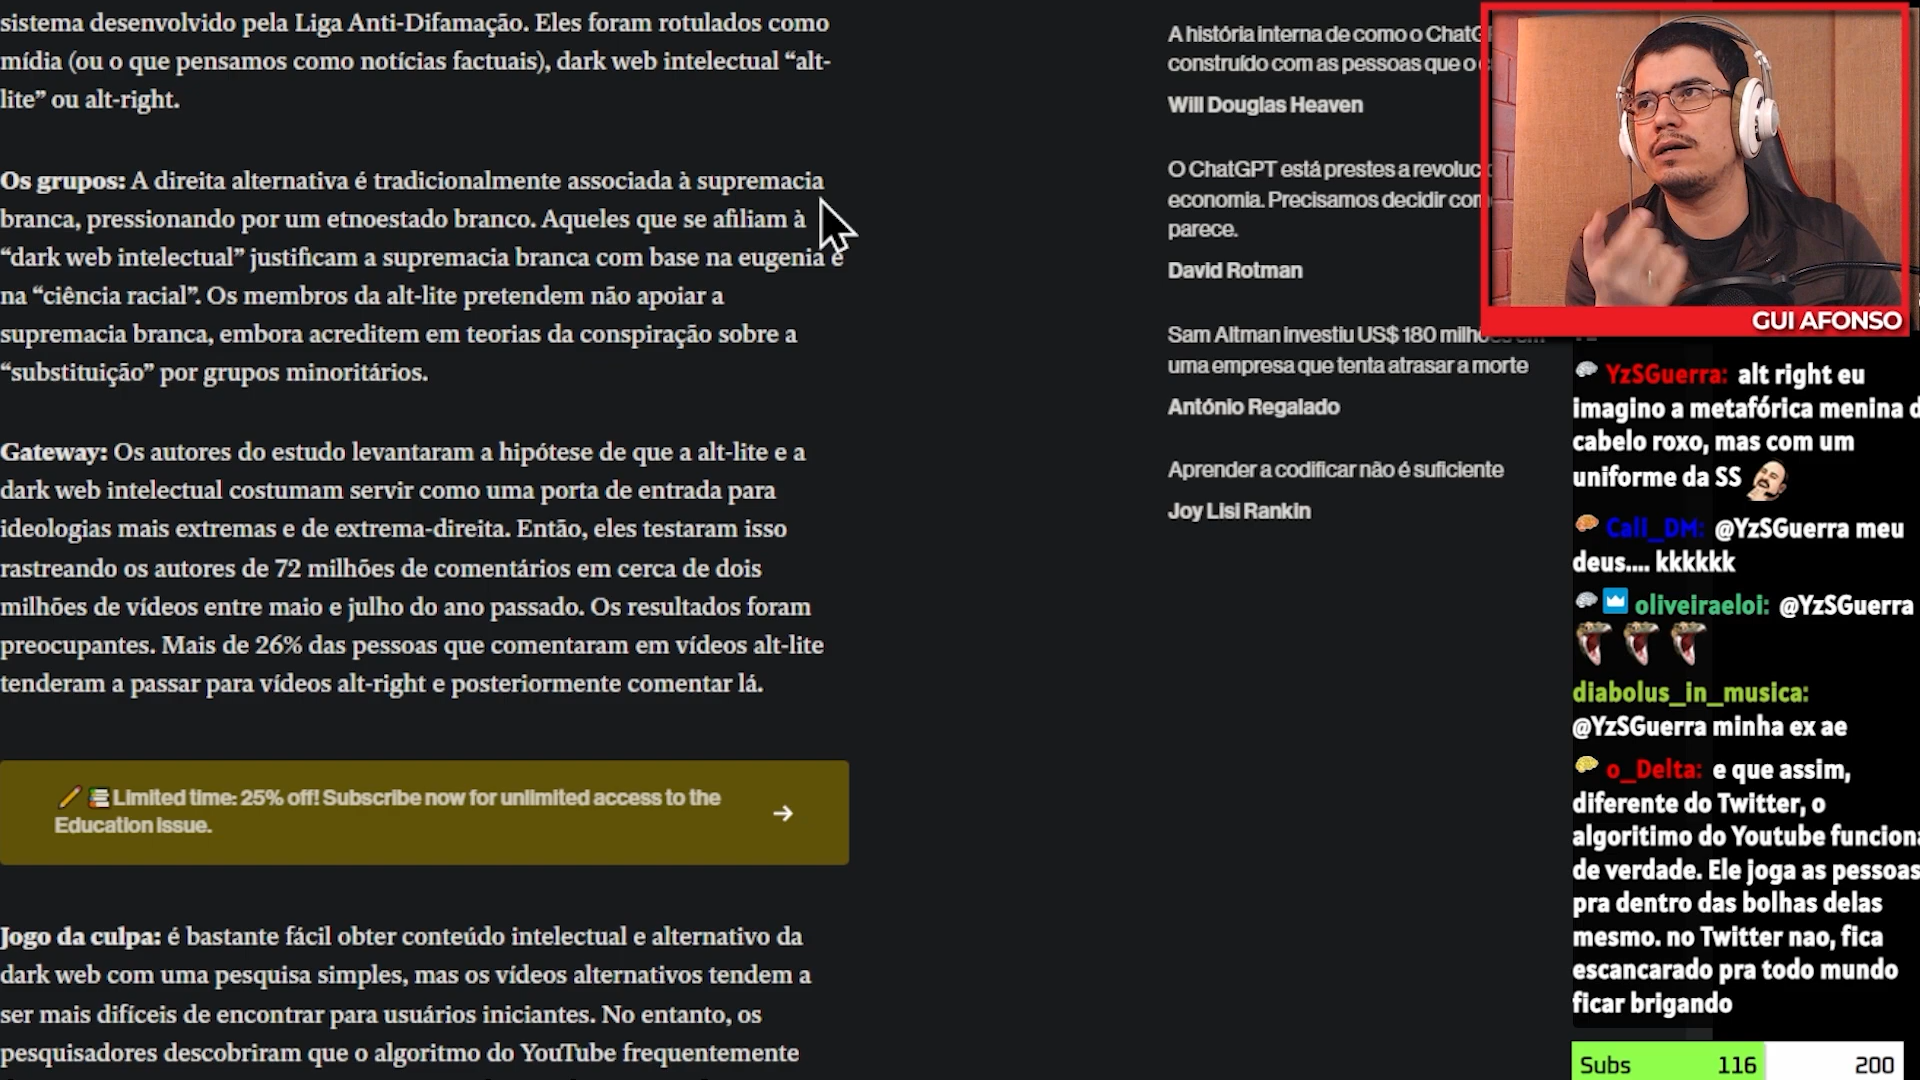 sistema desenvolvido pela Liga Anti-Difamação. Eles foram rotulados como
mídia (ou o que pensamos como notícias factuais), dark web intelectual “alt-
lite” ou alt-right.
Os grupos: A direita alternativa é tradicionalmente associada à supremacia
branca, pressionando por um etnoestado branco. Aqueles que se afiliam à
“dark web intelectual” justificam a supremacia branca com base na eugenia e
na “ciência racial”. Os membros da alt-lite pretendem não apoiar a
supremacia branca, embora acreditem em teorias da conspiração sobre a
“substituição” por grupos minoritários.
Gateway: Os autores do estudo levantaram a hipótese de que a alt-lite e a
dark web intelectual costumam servir como uma porta de entrada para
ideologias mais extremas e de extrema-direita. Então, eles testaram isso
rastreando os autores de 72 milhões de comentários em cerca de dois
milhões de vídeos entre maio e julho do ano passado. Os resultados foram
preocupantes. Mais de 26% das pessoas que comentaram em vídeos alt-lite
tenderam a passar para vídeos alt-right e posteriormente comentar lá.
Limited time: 25% off! Subscribe now for unlimited access to the
Education issue.
Jogo da culpa: é bastante fácil obter conteúdo intelectual e alternativo da
dark web com uma pesquisa simples, mas os vídeos alternativos tendem a
ser mais difíceis de encontrar para usuários iniciantes. No entanto, os
pesquisadores descobriram que o algoritmo do YouTube frequentemente
A história interna de como o ChatG
construído com as pessoas que o
Will Douglas Heaven
O ChatGPT está prestes a revoluc
economia. Precisamos decidir com
parece.
David Rotman
Sam Altman investiu US$ 180 milhões em
uma empresa que tenta atrasar a morte
António Regalado
Aprender a codificar não é suficiente
Joy Lisi Rankin
GUI AFONSO
YzSGuerra: alt right eu
imagino a metafórica menina d
cabelo roxo, mas com um
uniforme da SS
Call_DM: @YzSGuerra meu
deus.... kkkkkk
oliveiraeloi: @YzSGuerra
diabolus_in_musica:
@YzSGuerra minha ex ae
o_Delta: e que assim,
diferente do Twitter, o
algoritimo do Youtube funciona
de verdade. Ele joga as pessoas
pra dentro das bolhas delas
mesmo. no Twitter nao, fica
escancarado pra todo mundo
ficar brigando
Subs 116 200